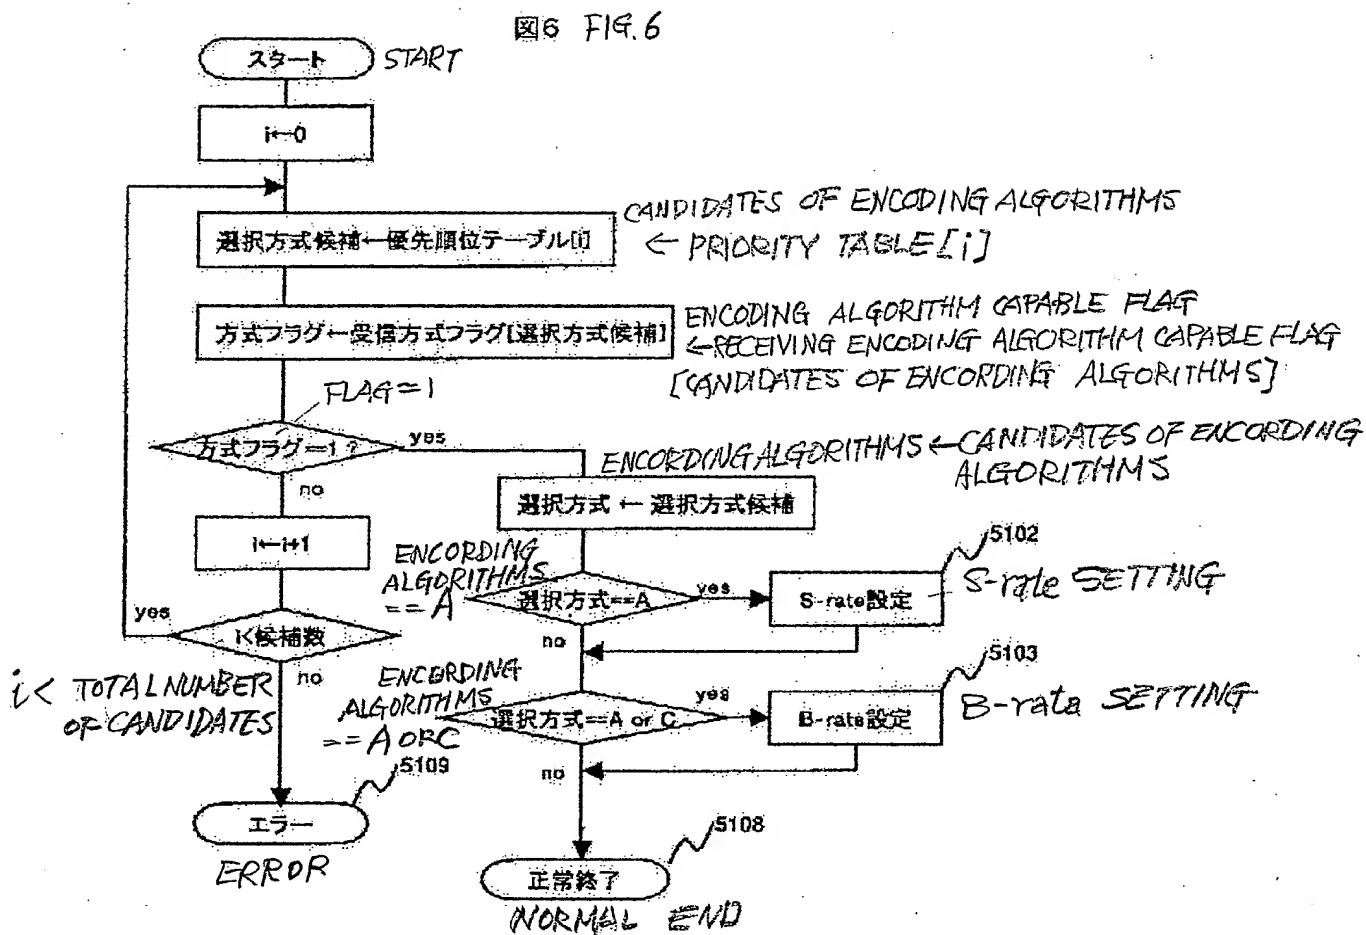 図6 FIG.6
スタート START
i←0
選択方式候補←優先順位テーブル[i]
CANDIDATES OF ENCODING ALGORITHMS
← PRIORITY TABLE[i]
方式フラグ←受信方式フラグ[選択方式候補]
ENCODING ALGORITHM CAPABLE FLAG
←RECEIVING ENCODING ALGORITHM CAPABLE FLAG
[CANDIDATES OF ENCORDING ALGORITHMS]
FLAG=1
方式フラグ==1?
yes
no
ENCORDING ALGORITHMS←CANDIDATES OF ENCORDING
ALGORITHMS
選択方式 ← 選択方式候補
i←i+1
ENCORDING
ALGORITHMS
== A
選択方式==A
yes
no
5102
S-rate設定
S-rate SETTING
yes
i<候補数
no
i< TOTAL NUMBER
OF CANDIDATES
ENCERDING
ALGORITHMS
== A OR C
選択方式==A or C
yes
no
5103
B-rate設定
B-rata SETTING
5109
エラー
ERROR
5108
正常終了
NORMAL END